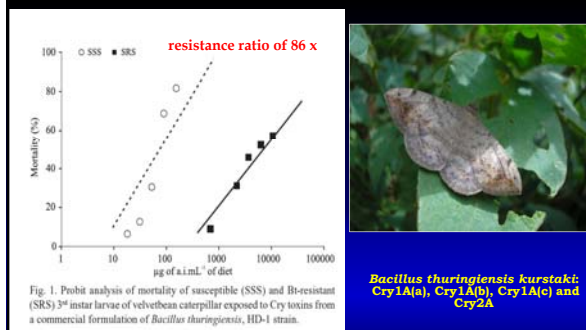 resistance ratio of 86 x
○ SSS ■ SRS
100
80
60
40
20
0
Mortality (%)
1 10 100 1000 10000 100000
µg of a.i.mL⁻¹ of diet
Fig. 1. Probit analysis of mortality of susceptible (SSS) and Bt-resistant
(SRS) 3rd instar larvae of velvetbean caterpillar exposed to Cry toxins from
a commercial formulation of Bacillus thuringiensis, HD-1 strain.
Bacillus thuringiensis kurstaki:
Cry1A(a), Cry1A(b), Cry1A(c) and
Cry2A